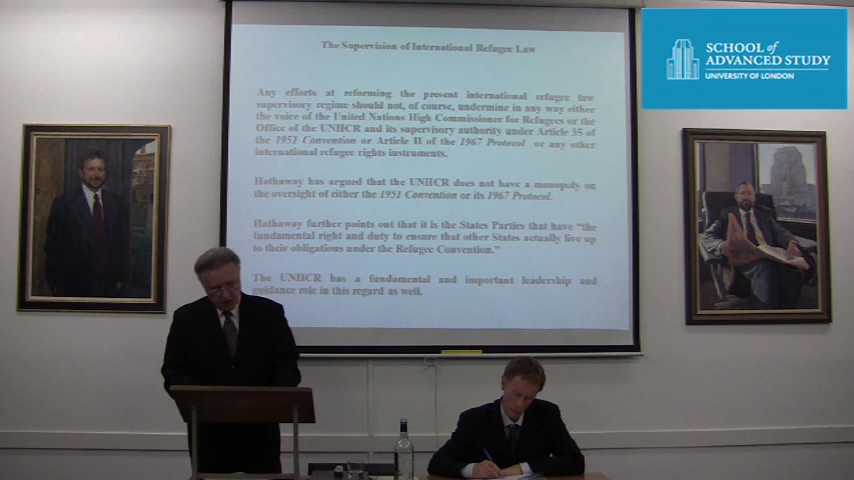 The Supervision of International Refugee Law
SCHOOL of
ADVANCED STUDY
UNIVERSITY OF LONDON
Any efforts at reforming the present international refugee law
supervisory regime should not, of course, undermine in any way either
the voice of the United Nations High Commissioner for Refugees or the
Office of the UNHCR and its supervisory authority under Article 35 of
the 1951 Convention or Article II of the 1967 Protocol or any other
international refugee rights instruments.
Hathaway has argued that the UNHCR does not have a monopoly on
the oversight of either the 1951 Convention or its 1967 Protocol.
Hathaway further points out that it is the States Parties that have “the
fundamental right and duty to ensure that other States actually live up
to their obligations under the Refugee Convention.”
The UNHCR has a fundamental and important leadership and
guidance role in this regard as well.